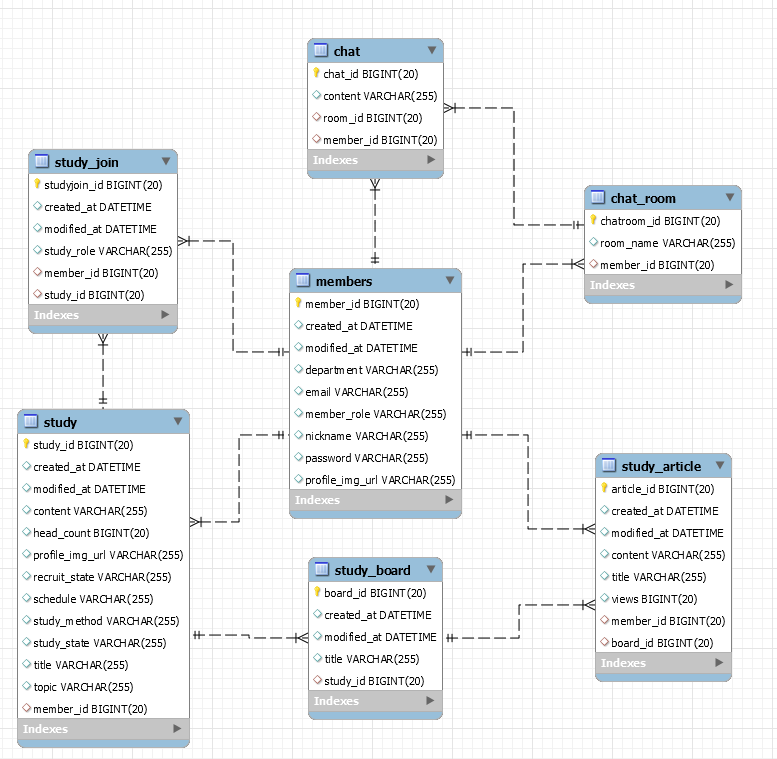 chat
chat_id BIGINT(20)
content VARCHAR(255)
room_id BIGINT(20)
member_id BIGINT(20)
Indexes
study_join
studyjoin_id BIGINT(20)
created_at DATETIME
modified_at DATETIME
study_role VARCHAR(255)
member_id BIGINT(20)
study_id BIGINT(20)
Indexes
chat_room
chatroom_id BIGINT(20)
room_name VARCHAR(255)
member_id BIGINT(20)
Indexes
members
member_id BIGINT(20)
created_at DATETIME
modified_at DATETIME
department VARCHAR(255)
email VARCHAR(255)
member_role VARCHAR(255)
nickname VARCHAR(255)
password VARCHAR(255)
profile_img_url VARCHAR(255)
Indexes
study
study_id BIGINT(20)
created_at DATETIME
modified_at DATETIME
content VARCHAR(255)
head_count BIGINT(20)
profile_img_url VARCHAR(255)
recruit_state VARCHAR(255)
schedule VARCHAR(255)
study_method VARCHAR(255)
study_state VARCHAR(255)
title VARCHAR(255)
topic VARCHAR(255)
member_id BIGINT(20)
Indexes
study_article
article_id BIGINT(20)
created_at DATETIME
modified_at DATETIME
content VARCHAR(255)
title VARCHAR(255)
views BIGINT(20)
member_id BIGINT(20)
board_id BIGINT(20)
Indexes
study_board
board_id BIGINT(20)
created_at DATETIME
modified_at DATETIME
title VARCHAR(255)
study_id BIGINT(20)
Indexes